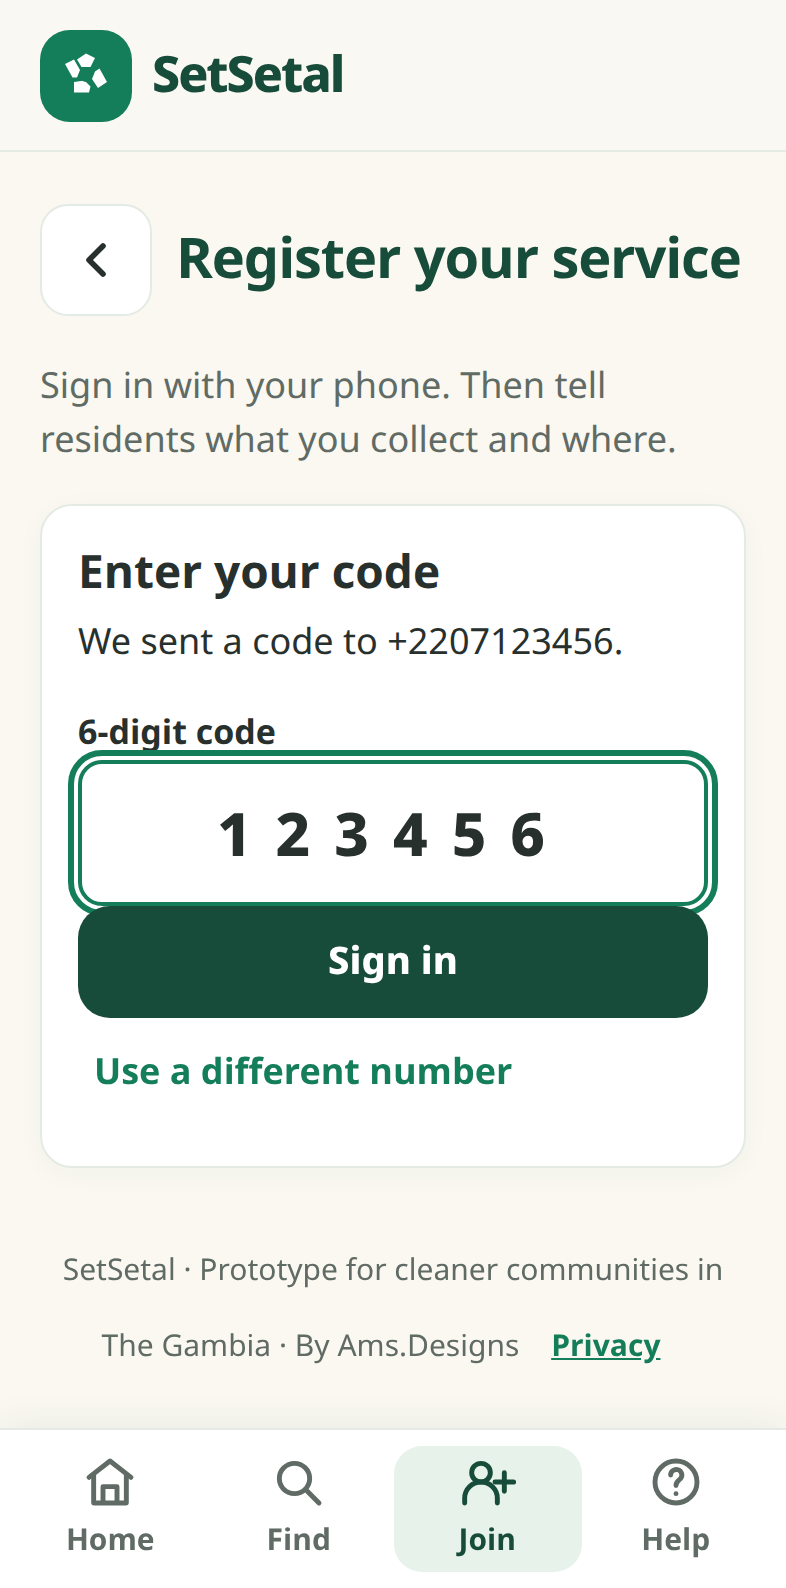 SetSetal
Register your service
Sign in with your phone. Then tell
residents what you collect and where.
Enter your code
We sent a code to +2207123456.
6-digit code
1 2 3 4 5 6
Sign in
Use a different number
SetSetal · Prototype for cleaner communities in
The Gambia · By Ams.Designs Privacy
Home Find Join Help